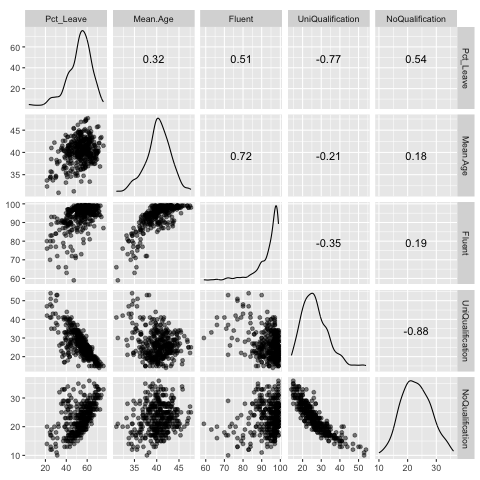 Pct_Leave Mean.Age Fluent UniQualification NoQualification
60
40
20
0.32 0.51 -0.77 0.54
Pct_Leave
45
40
35
0.72 -0.21 0.18
Mean.Age
100
90
80
70
60
-0.35 0.19
Fluent
50
40
30
20
-0.88
UniQualification
30
20
10
NoQualification
20 40 60 35 40 45 60 70 80 90 100 20 30 40 50 10 20 30